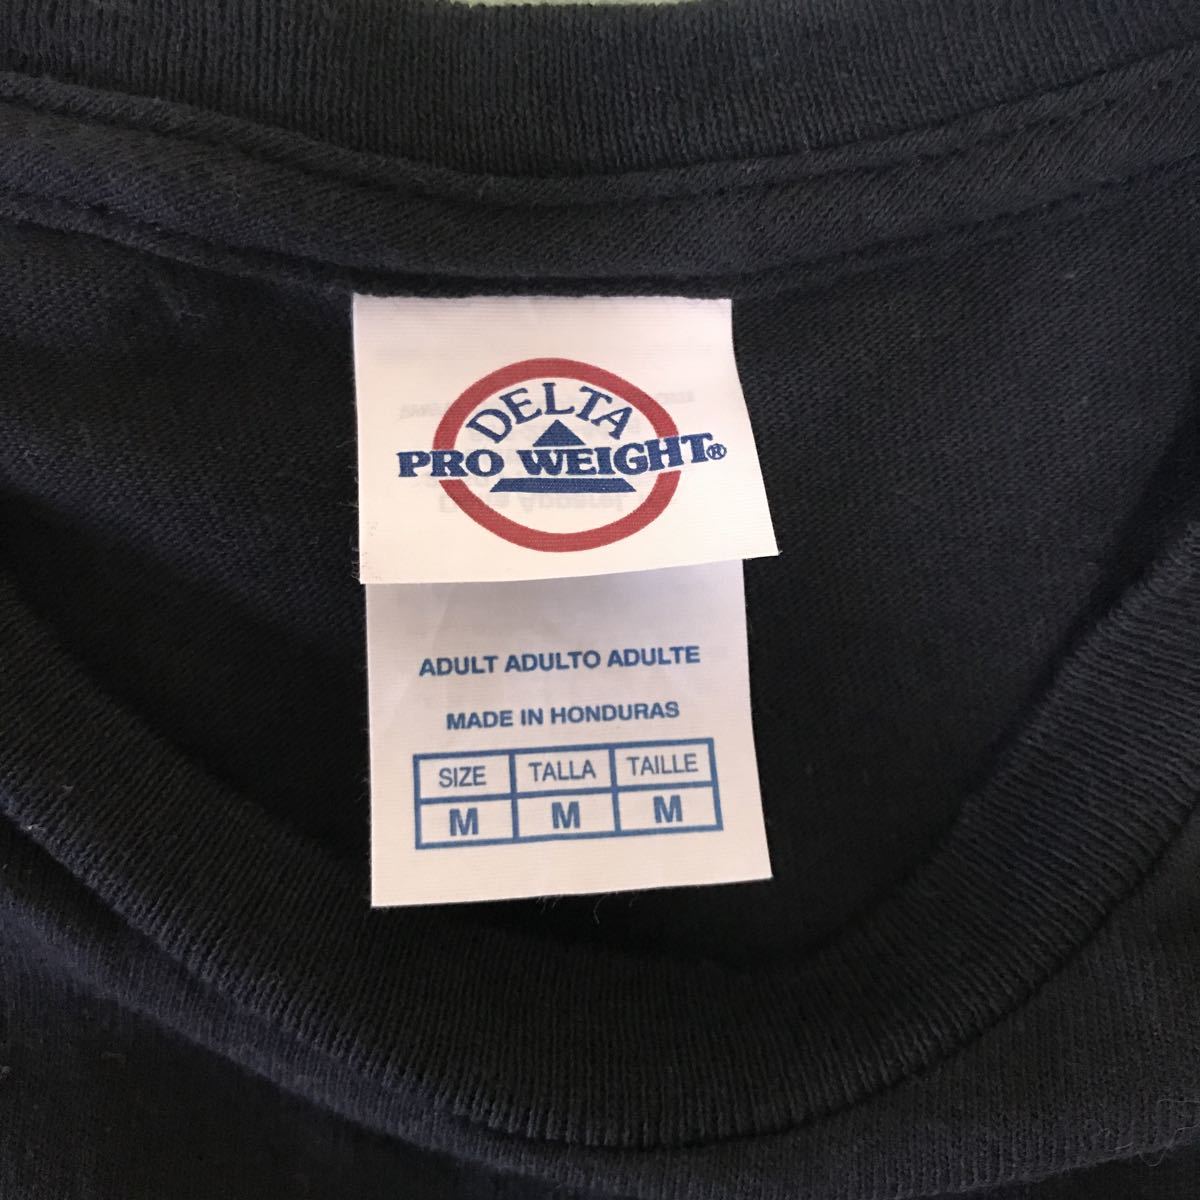 DELTA
PRO WEIGHT®
ADULT ADULTO ADULTE
MADE IN HONDURAS
SIZE TALLA TAILLE
M M M